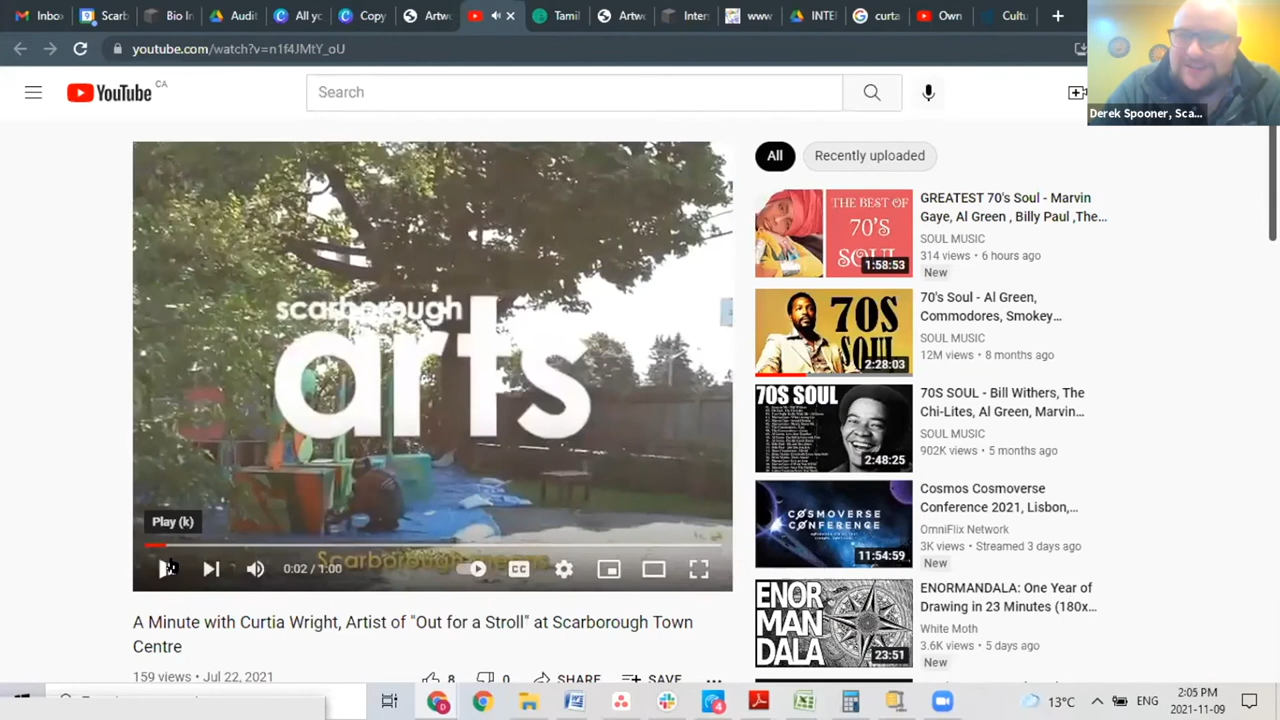 Inbo
Scarb
Bio In
Audit
All yo
Copy
Artwo
Tamil
Artwo
Inters
www
INTE
curta
Own
Cultu
youtube.com/watch?v=n1f4JMtY_oU
YouTube CA
Search
Derek Spooner, Sca...
All
Recently uploaded
scarborough
arts
Play (k)
0:02 / 1:00
CC
A Minute with Curtia Wright, Artist of "Out for a Stroll" at Scarborough Town
Centre
159 views • Jul 22, 2021
8
0
SHARE
SAVE
THE BEST OF
70'S
SOUL
1:58:53
GREATEST 70's Soul - Marvin
Gaye, Al Green , Billy Paul ,The...
SOUL MUSIC
314 views • 6 hours ago
New
70S
SOUL
2:28:03
70's Soul - Al Green,
Commodores, Smokey...
SOUL MUSIC
12M views • 8 months ago
70S SOUL
2:48:25
70S SOUL - Bill Withers, The
Chi-Lites, Al Green, Marvin...
SOUL MUSIC
902K views • 5 months ago
COSMOVERSE
CONFERENCE
11:54:59
Cosmos Cosmoverse
Conference 2021, Lisbon,...
OmniFlix Network
3K views • Streamed 3 days ago
New
ENOR
MAN
DALA
23:51
ENORMANDALA: One Year of
Drawing in 23 Minutes (180x...
White Moth
3.6K views • 5 days ago
New
4
13°C
ENG
2:05 PM
2021-11-09